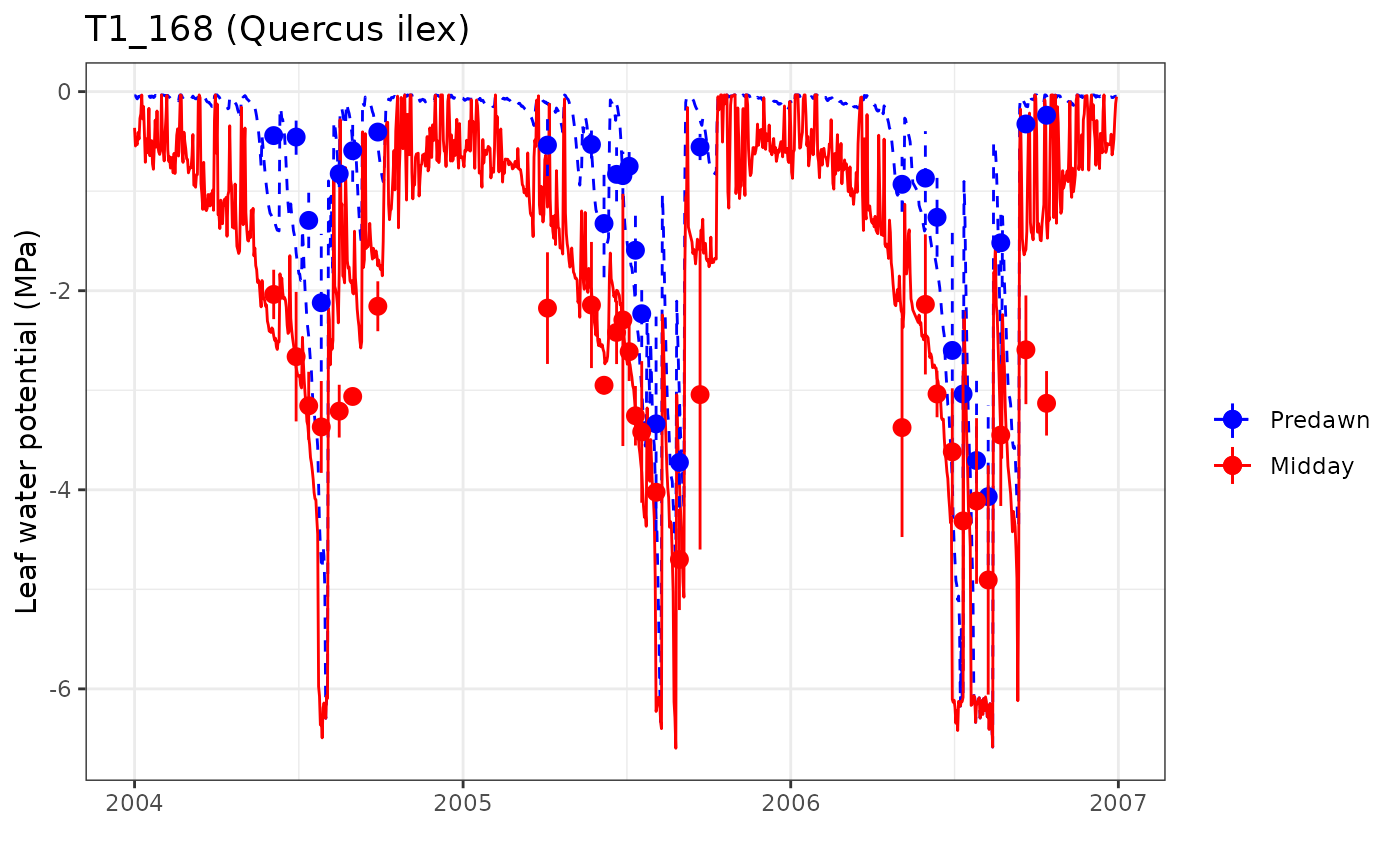 T1_168 (Quercus ilex)
Leaf water potential (MPa)
0
-2
-4
-6
2004
2005
2006
2007
Predawn
Midday